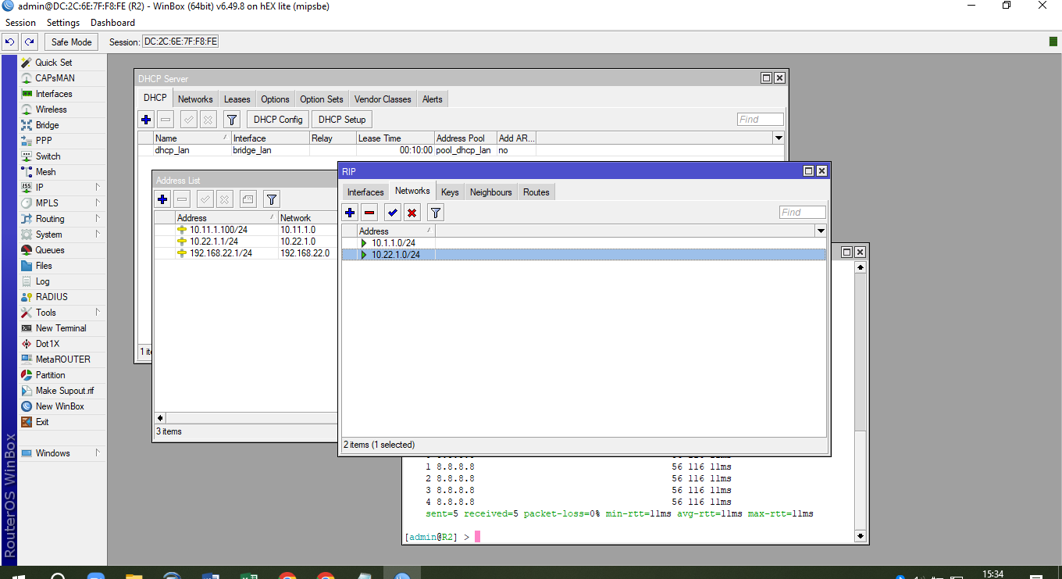 admin@DC:2C:6E:7F:F8:FE (R2) - WinBox (64bit) v6.49.8 on hEX lite (mipsbe)
Session Settings Dashboard
Safe Mode Session: DC:2C:6E:7F:F8:FE
Quick Set
CAPsMAN
Interfaces
Wireless
Bridge
PPP
Switch
Mesh
IP
MPLS
Routing
System
Queues
Files
Log
RADIUS
Tools
New Terminal
Dot1X
MetaROUTER
Partition
Make Supout.rif
New WinBox
Exit
Windows
RouterOS WinBox
DHCP Server
DHCP Networks Leases Options Option Sets Vendor Classes Alerts
DHCP Config DHCP Setup Find
Name Interface Relay Lease Time Address Pool Add AR...
dhcp_lan bridge_lan 00:10:00 pool_dhcp_lan no
Address List
Address Network
10.11.1.100/24 10.11.1.0
10.22.1.1/24 10.22.1.0
192.168.22.1/24 192.168.22.0
3 items
RIP
Interfaces Networks Keys Neighbours Routes
Find
Address
10.1.1.0/24
10.22.1.0/24
2 items (1 selected)
1 8.8.8.8 56 116 11ms
2 8.8.8.8 56 116 11ms
3 8.8.8.8 56 116 11ms
4 8.8.8.8 56 116 11ms
sent=5 received=5 packet-loss=0% min-rtt=11ms avg-rtt=11ms max-rtt=11ms
[admin@R2] >
15:34